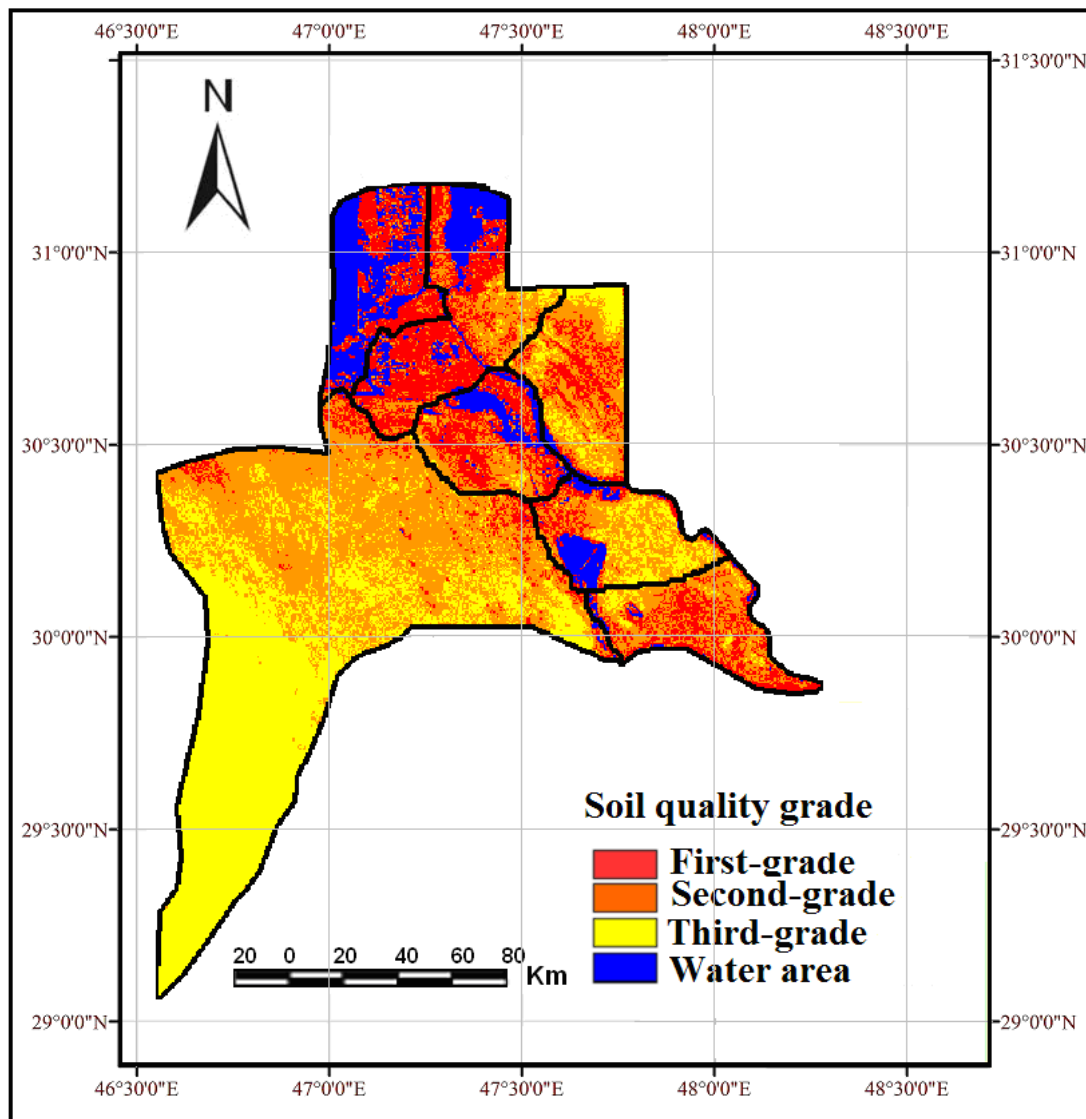 46°30'0"E 47°0'0"E 47°30'0"E 48°0'0"E 48°30'0"E
31°30'0"N
N
31°0'0"N 31°0'0"N
30°30'0"N 30°30'0"N
30°0'0"N 30°0'0"N
Soil quality grade
29°30'0"N 29°30'0"N
First-grade
Second-grade
Third-grade
20 0 20 40 60 80
Km
Water area
29°0'0"N 29°0'0"N
46°30'0"E 47°0'0"E 47°30'0"E 48°0'0"E 48°30'0"E